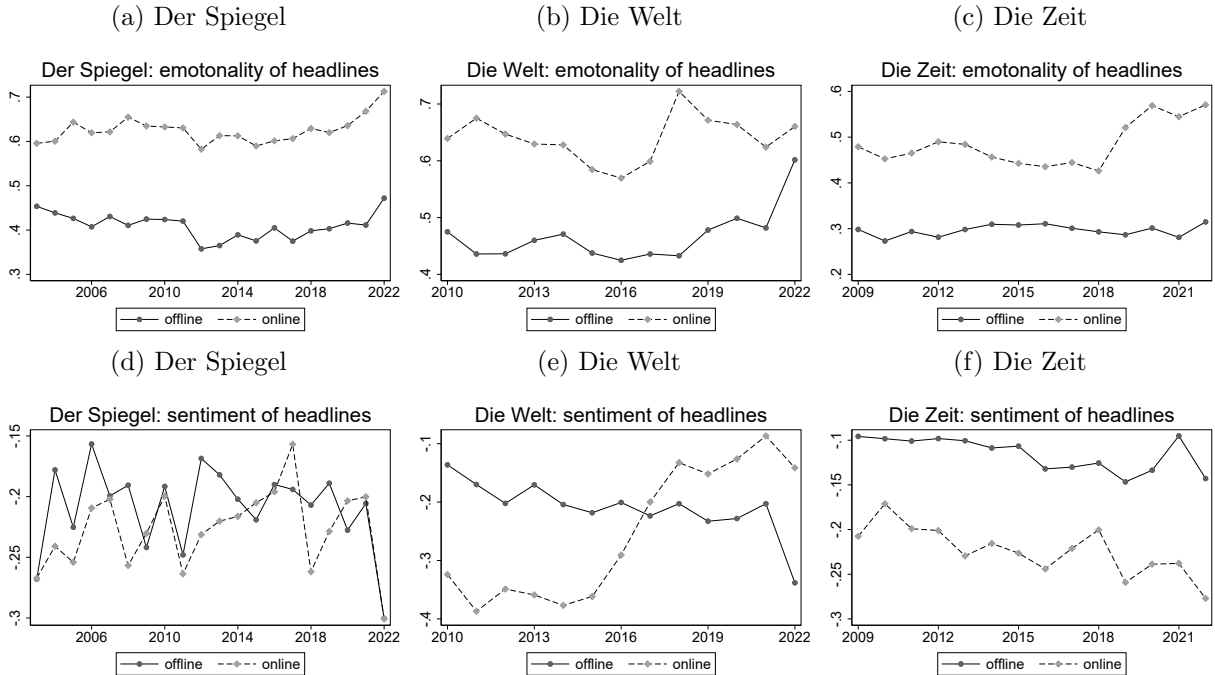 (a) Der Spiegel
(b) Die Welt
(c) Die Zeit
Der Spiegel: emotonality of headlines
Die Welt: emotonality of headlines
Die Zeit: emotonality of headlines
.7
.6
.5
.4
.3
2006 2010 2014 2018 2022
offline online
.7
.6
.5
.4
2010 2013 2016 2019 2022
offline online
.6
.5
.4
.3
.2
2009 2012 2015 2018 2021
offline online
(d) Der Spiegel
(e) Die Welt
(f) Die Zeit
Der Spiegel: sentiment of headlines
Die Welt: sentiment of headlines
Die Zeit: sentiment of headlines
-.15
-.2
-.25
-.3
2006 2010 2014 2018 2022
offline online
-.1
-.2
-.3
-.4
2010 2013 2016 2019 2022
offline online
-.1
-.15
-.2
-.25
-.3
2009 2012 2015 2018 2021
offline online